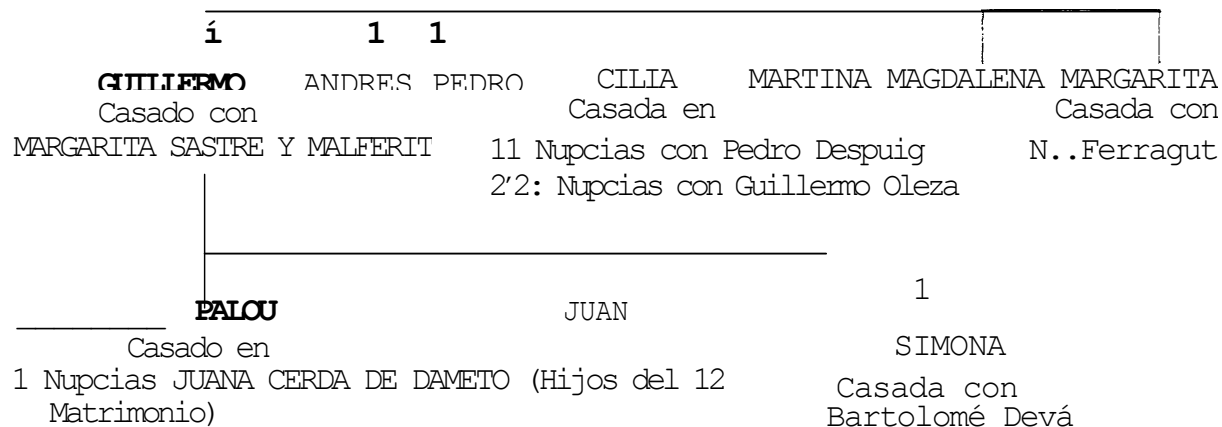 í 1 1
GUILLERMO ANDRES PEDRO CILIA MARTINA MAGDALENA MARGARITA
Casado con Casada en Casada con
MARGARITA SASTRE Y MALFERIT 11 Nupcias con Pedro Despuig N..Ferragut
2'2: Nupcias con Guillermo Oleza
1
PALOU JUAN
SIMONA
Casado en
1 Nupcias JUANA CERDA DE DAMETO (Hijos del 12
Matrimonio)
Casada con
Bartolomé Devá